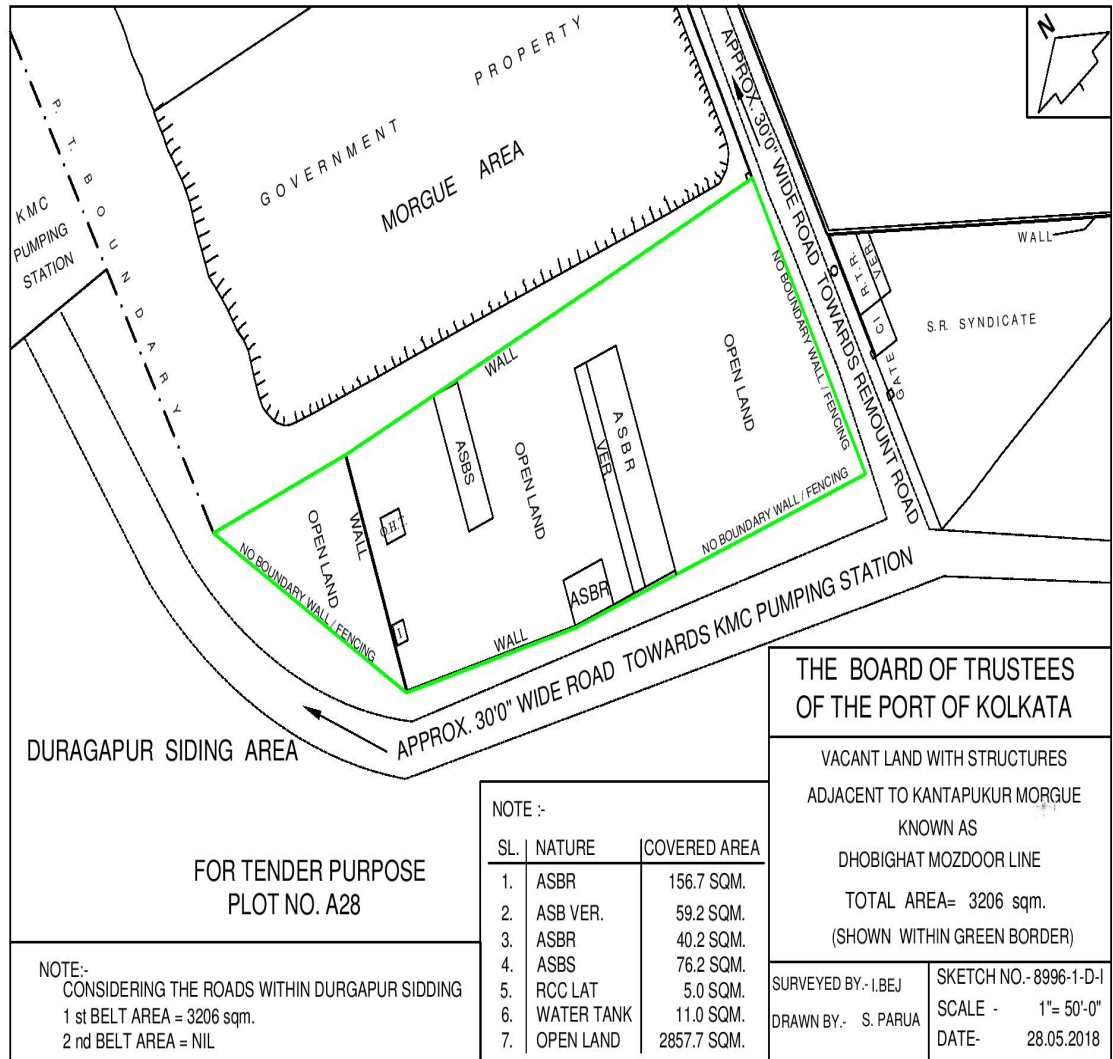 N
P. T. BOUNDARY
KMC
PUMPING
STATION
GOVERNMENT PROPERTY
MORGUE AREA
APPROX. 30'0" WIDE ROAD TOWARDS REMOUNT ROAD
WALL
R.T.R.
VER.
CI
GATE
S.R. SYNDICATE
WALL
NO BOUNDARY WALL / FENCING
OPEN LAND
ASBR
VER.
OPEN LAND
ASBS
O.H.T.
WALL
OPEN LAND
NO BOUNDARY WALL / FENCING
NO BOUNDARY WALL / FENCING
ASBR
WALL
APPROX. 30'0" WIDE ROAD TOWARDS KMC PUMPING STATION
DURAGAPUR SIDING AREA
FOR TENDER PURPOSE
PLOT NO. A28
NOTE:-
CONSIDERING THE ROADS WITHIN DURGAPUR SIDDING
1 st BELT AREA = 3206 sqm.
2 nd BELT AREA = NIL
NOTE :-
SL. NATURE COVERED AREA
1. ASBR 156.7 SQM.
2. ASB VER. 59.2 SQM.
3. ASBR 40.2 SQM.
4. ASBS 76.2 SQM.
5. RCC LAT 5.0 SQM.
6. WATER TANK 11.0 SQM.
7. OPEN LAND 2857.7 SQM.
THE BOARD OF TRUSTEES
OF THE PORT OF KOLKATA
VACANT LAND WITH STRUCTURES
ADJACENT TO KANTAPUKUR MORGUE
KNOWN AS
DHOBIGHAT MOZDOOR LINE
TOTAL AREA= 3206 sqm.
(SHOWN WITHIN GREEN BORDER)
SURVEYED BY.- I.BEJ
DRAWN BY.- S. PARUA
SKETCH NO.- 8996-1-D-I
SCALE - 1"= 50'-0"
DATE- 28.05.2018